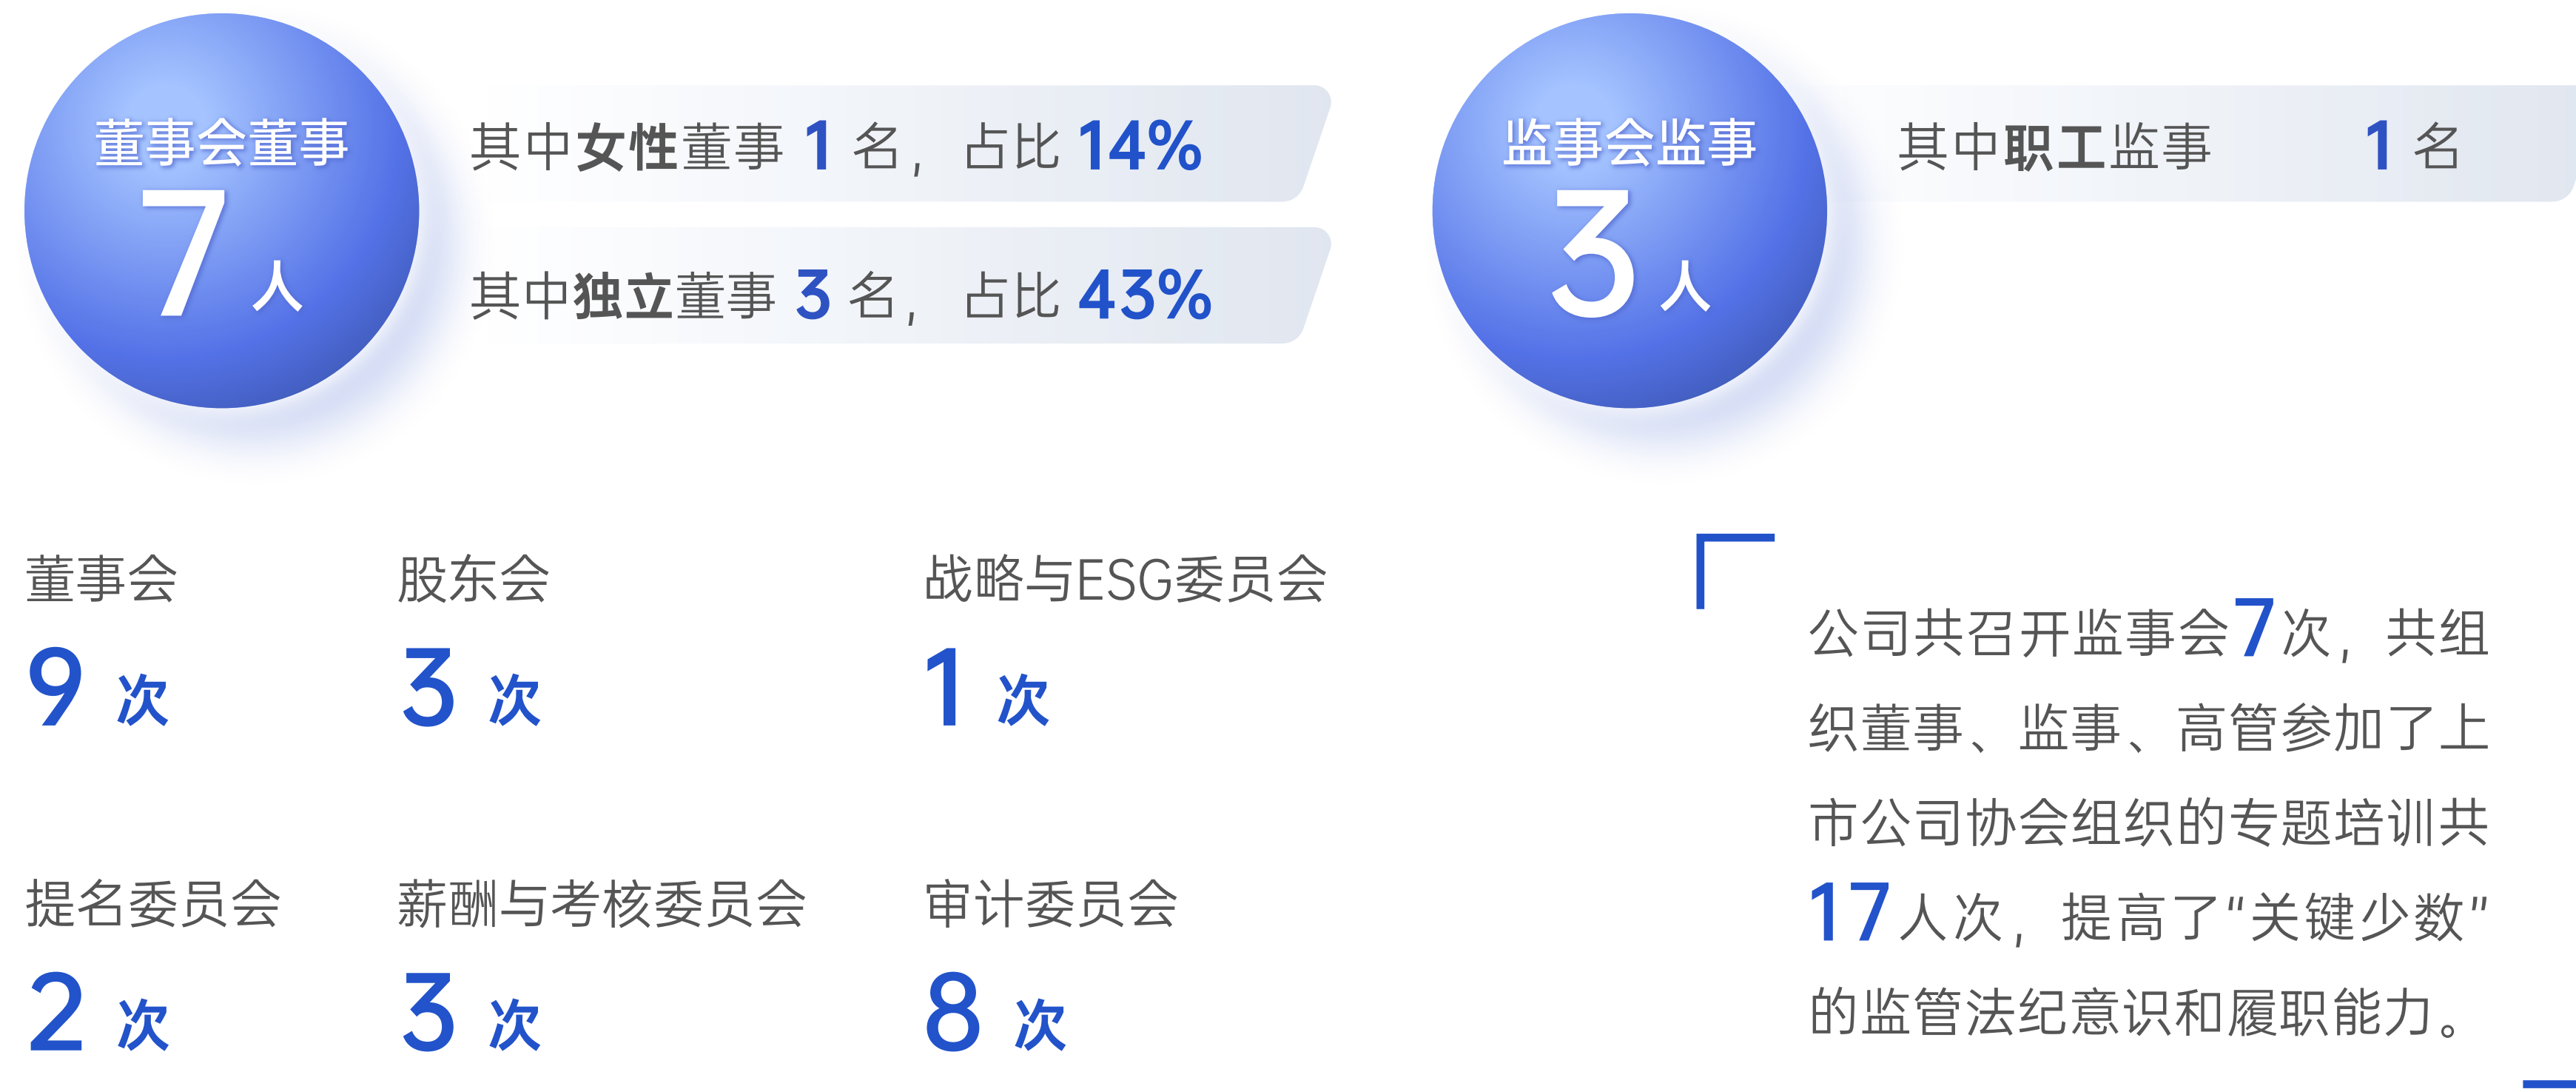 董事会董事
7 人
其中女性董事 1 名，占比 14%
其中独立董事 3 名，占比 43%
监事会监事
3 人
其中职工监事 1 名
董事会
9 次
股东会
3 次
战略与ESG委员会
1 次
提名委员会
2 次
薪酬与考核委员会
3 次
审计委员会
8 次
公司共召开监事会7次，共组
织董事、监事、高管参加了上
市公司协会组织的专题培训共
17人次，提高了“关键少数”
的监管法纪意识和履职能力。